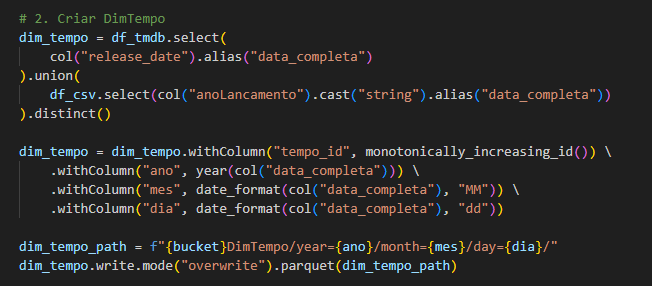 # 2. Criar DimTempo
dim_tempo = df_tmdb.select(
    col("release_date").alias("data_completa")
).union(
    df_csv.select(col("anoLancamento").cast("string").alias("data_completa"))
).distinct()

dim_tempo = dim_tempo.withColumn("tempo_id", monotonically_increasing_id()) \
    .withColumn("ano", year(col("data_completa"))) \
    .withColumn("mes", date_format(col("data_completa"), "MM")) \
    .withColumn("dia", date_format(col("data_completa"), "dd"))

dim_tempo_path = f"{bucket}DimTempo/year={ano}/month={mes}/day={dia}/"
dim_tempo.write.mode("overwrite").parquet(dim_tempo_path)